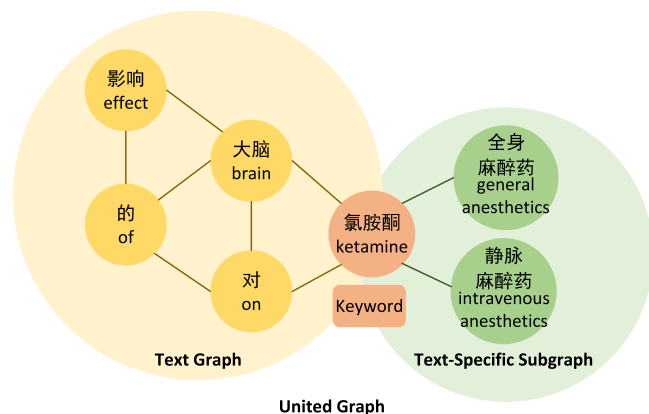 影响
effect
大脑
brain
的
of
对
on
氯胺酮
ketamine
Keyword
全身
麻醉药
general
anesthetics
静脉
麻醉药
intravenous
anesthetics
Text Graph
Text-Specific Subgraph
United Graph